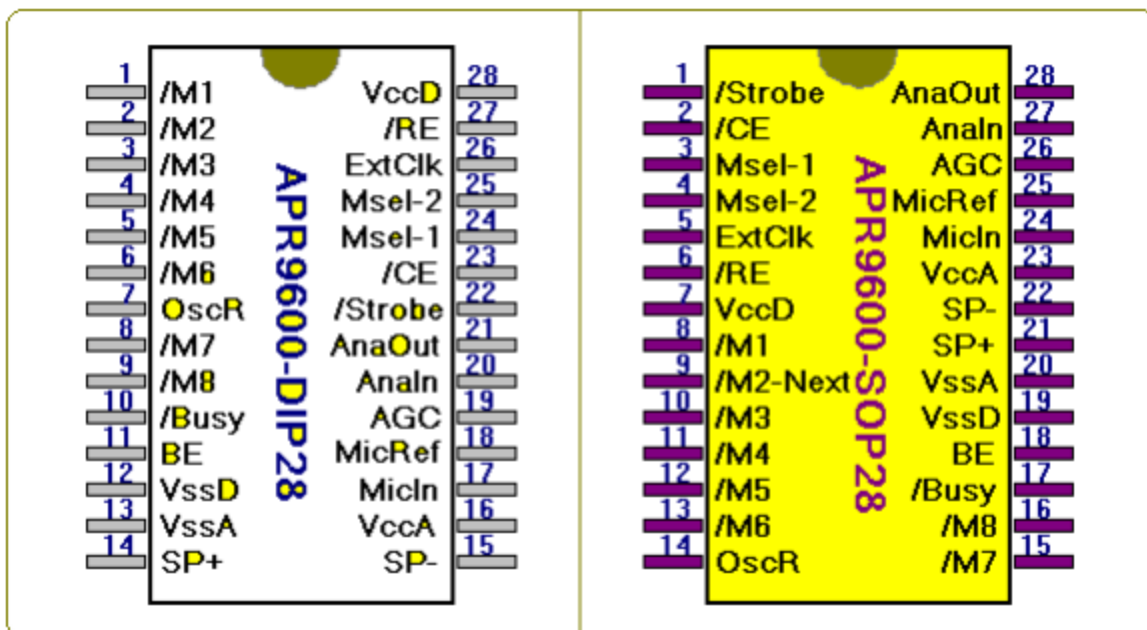 1 /M1 VccD 28
2 /M2 /RE 27
3 /M3 ExtClk 26
4 /M4 Msel-2 25
5 /M5 Msel-1 24
6 /M6 /CE 23
7 OscR /Strobe 22
8 /M7 AnaOut 21
9 /M8 AnaIn 20
10 /Busy AGC 19
11 BE MicRef 18
12 VssD MicIn 17
13 VssA VccA 16
14 SP+ SP- 15
APR9600-DIP28
1 /Strobe AnaOut 28
2 /CE AnaIn 27
3 Msel-1 AGC 26
4 Msel-2 MicRef 25
5 ExtClk MicIn 24
6 /RE VccA 23
7 VccD SP- 22
8 /M1 SP+ 21
9 /M2-Next VssA 20
10 /M3 VssD 19
11 /M4 BE 18
12 /M5 /Busy 17
13 /M6 /M8 16
14 OscR /M7 15
APR9600-SOP28